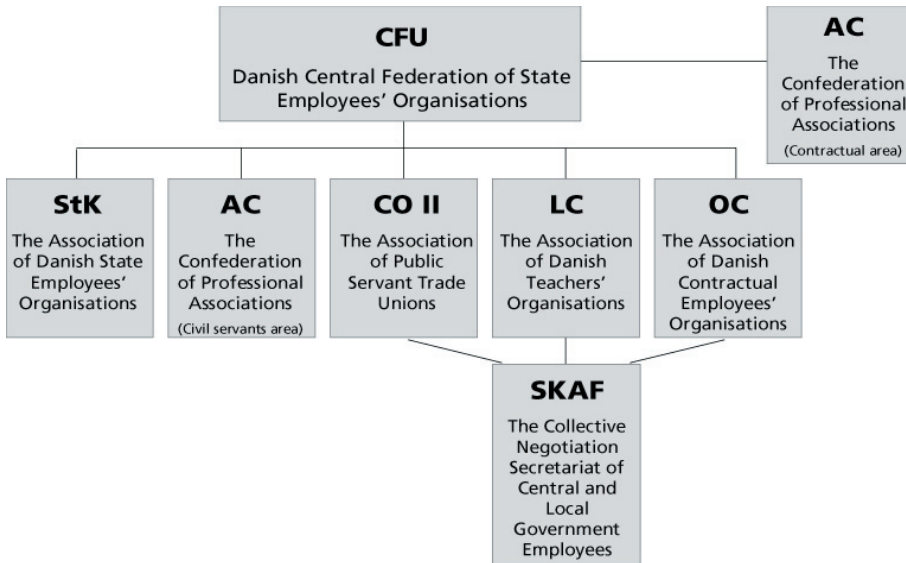 CFU
Danish Central Federation of State
Employees' Organisations
AC
The
Confederation
of Professional
Associations
(Contractual area)
StK
The Association
of Danish State
Employees'
Organisations
AC
The
Confederation
of Professional
Associations
(Civil servants area)
CO II
The Association
of Public
Servant Trade
Unions
LC
The Association
of Danish
Teachers'
Organisations
OC
The Association
of Danish
Contractual
Employees'
Organisations
SKAF
The Collective
Negotiation
Secretariat of
Central and
Local
Government
Employees